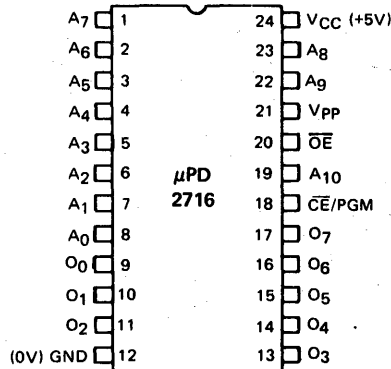 A7 1 24 VCC (+5V)
A6 2 23 A8
A5 3 22 A9
A4 4 21 VPP
A3 5 20 O̅E̅
A2 6 μPD 19 A10
A1 7 2716 18 C̅E̅/PGM
A0 8 17 O7
O0 9 16 O6
O1 10 15 O5
O2 11 14 O4
(0V) GND 12 13 O3